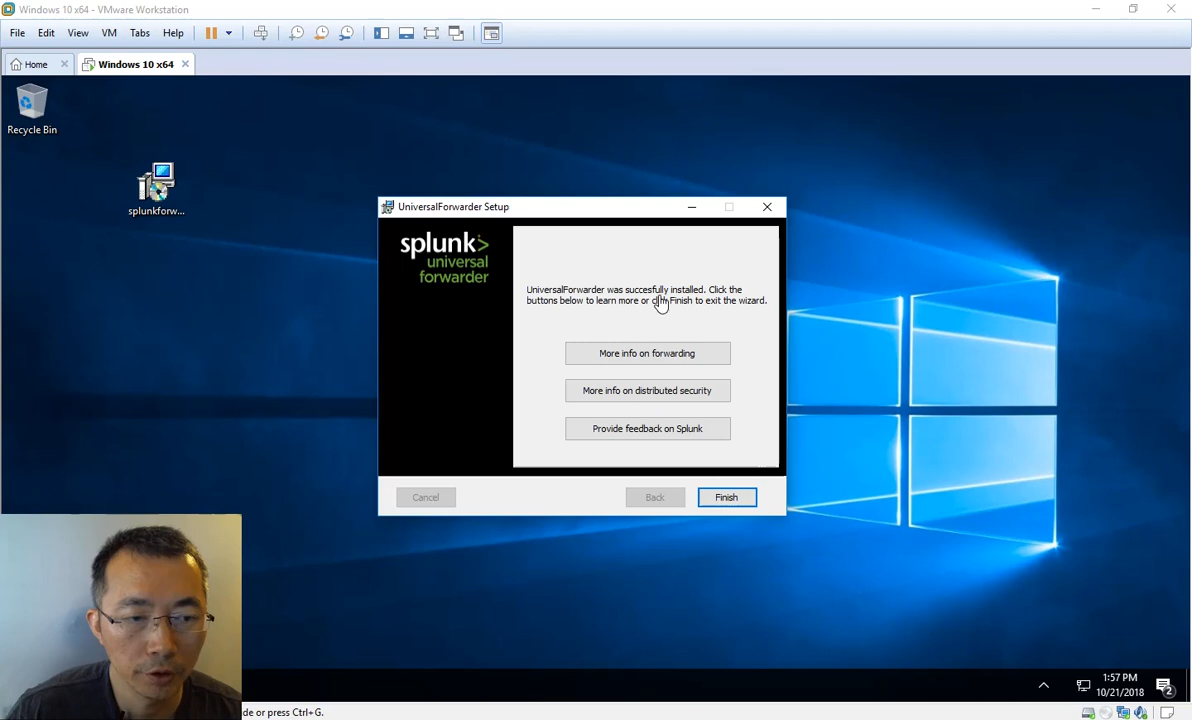 Windows 10 x64 - VMware Workstation
File Edit View VM Tabs Help
Home Windows 10 x64
Recycle Bin
splunkforw...
UniversalForwarder Setup
splunk>
universal
forwarder
UniversalForwarder was succesfully installed. Click the
buttons below to learn more or click Finish to exit the wizard.
More info on forwarding
More info on distributed security
Provide feedback on Splunk
Cancel Back Finish
1:57 PM
10/21/2018
2
de or press Ctrl+G.